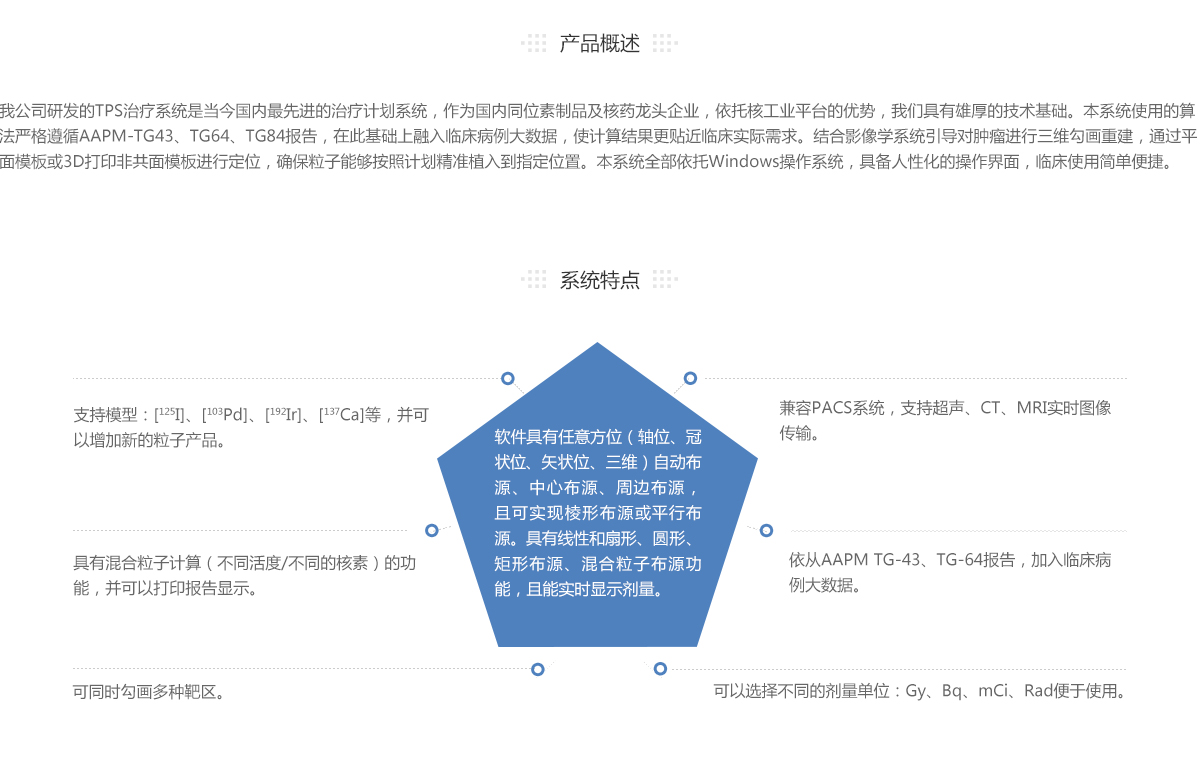 产品概述
我公司研发的TPS治疗系统是当今国内最先进的治疗计划系统，作为国内同位素制品及核药龙头企业，依托核工业平台的优势，我们具有雄厚的技术基础。本系统使用的算
法严格遵循AAPM-TG43、TG64、TG84报告，在此基础上融入临床病例大数据，使计算结果更贴近临床实际需求。结合影像学系统引导对肿瘤进行三维勾画重建，通过平
面模板或3D打印非共面模板进行定位，确保粒子能够按照计划精准植入到指定位置。本系统全部依托Windows操作系统，具备人性化的操作界面，临床使用简单便捷。
系统特点
支持模型：[¹²⁵I]、[¹⁰³Pd]、[¹⁹²Ir]、[¹³⁷Ca]等，并可
以增加新的粒子产品。
具有混合粒子计算（不同活度/不同的核素）的功
能，并可以打印报告显示。
可同时勾画多种靶区。
软件具有任意方位（轴位、冠
状位、矢状位、三维）自动布
源、中心布源、周边布源，
且可实现棱形布源或平行布
源。具有线性和扇形、圆形、
矩形布源、混合粒子布源功
能，且能实时显示剂量。
兼容PACS系统，支持超声、CT、MRI实时图像
传输。
依从AAPM TG-43、TG-64报告，加入临床病
例大数据。
可以选择不同的剂量单位：Gy、Bq、mCi、Rad便于使用。